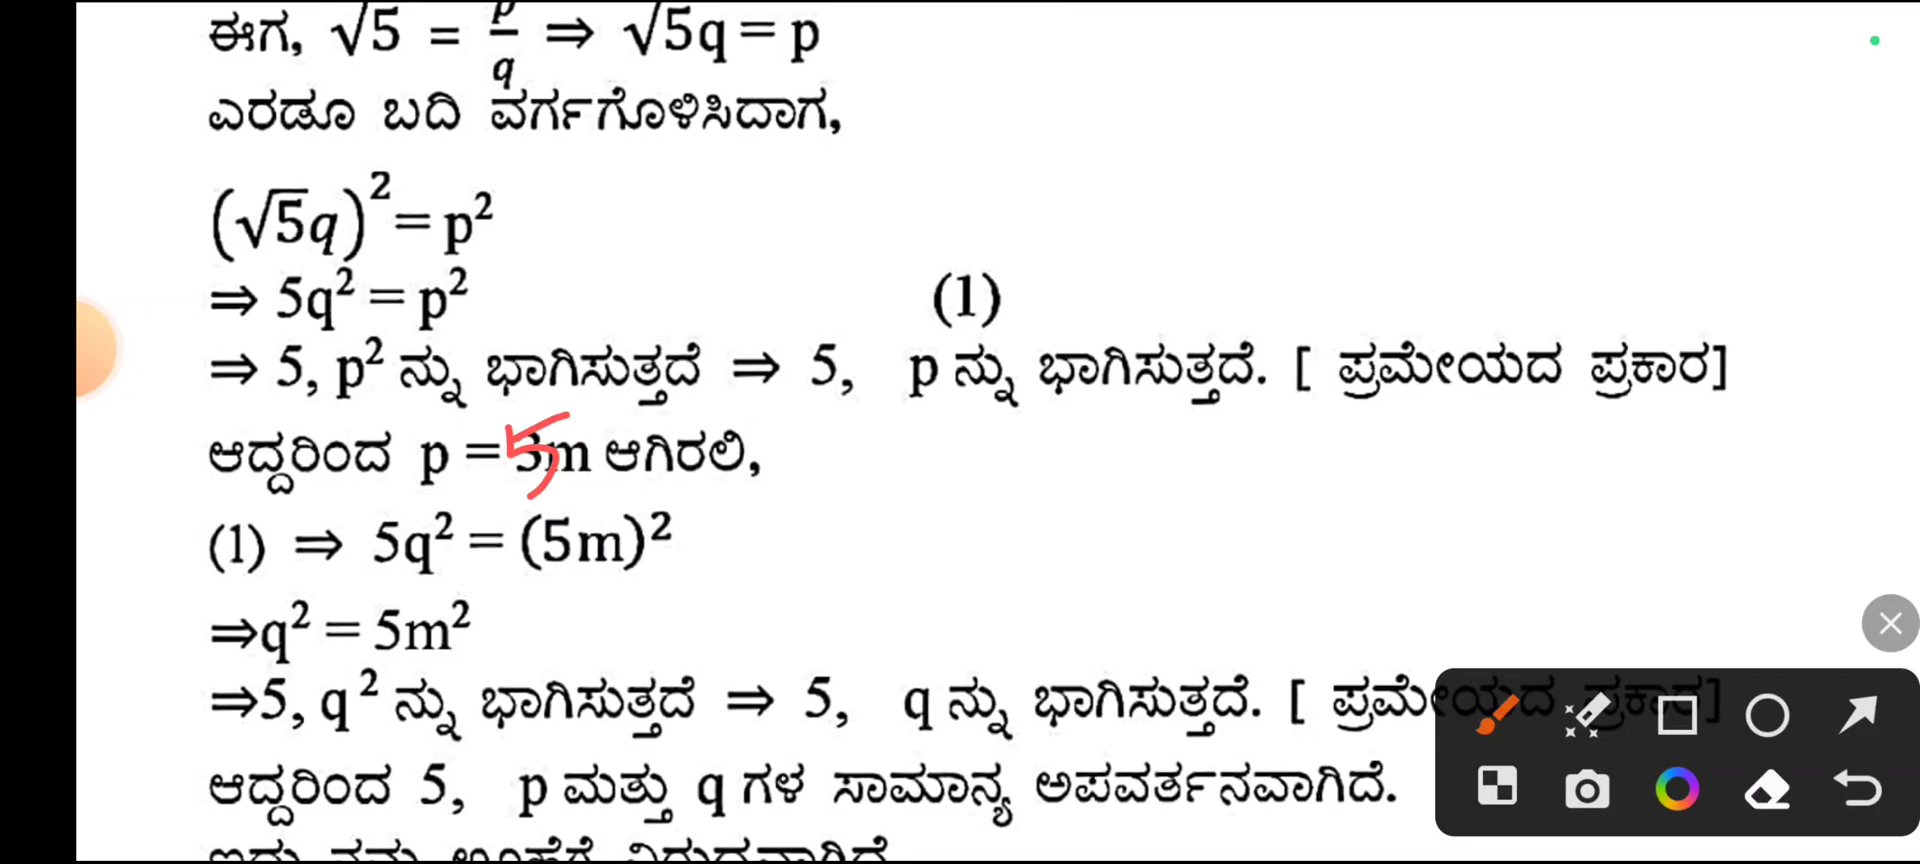 ಈಗ, √5 = p/q ⇒ √5q = p
ಎರಡೂ ಬದಿ ವರ್ಗಗೊಳಿಸಿದಾಗ,
(√5q)² = p²
⇒ 5q² = p² (1)
⇒ 5, p² ನ್ನು ಭಾಗಿಸುತ್ತದೆ ⇒ 5, p ನ್ನು ಭಾಗಿಸುತ್ತದೆ. [ ಪ್ರಮೇಯದ ಪ್ರಕಾರ]
ಆದ್ದರಿಂದ p = 5m ಆಗಿರಲಿ,
(1) ⇒ 5q² = (5m)²
⇒q² = 5m²
⇒5, q² ನ್ನು ಭಾಗಿಸುತ್ತದೆ ⇒ 5, q ನ್ನು ಭಾಗಿಸುತ್ತದೆ. [ ಪ್ರಮೇಯದ ಪ್ರಕಾರ]
ಆದ್ದರಿಂದ 5, p ಮತ್ತು q ಗಳ ಸಾಮಾನ್ಯ ಅಪವರ್ತನವಾಗಿದೆ.